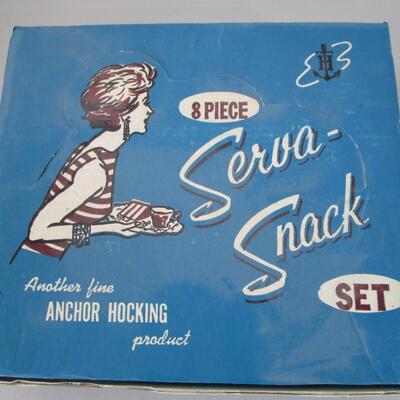 8 PIECE
Serva-
Snack
SET
Another fine
ANCHOR HOCKING
product